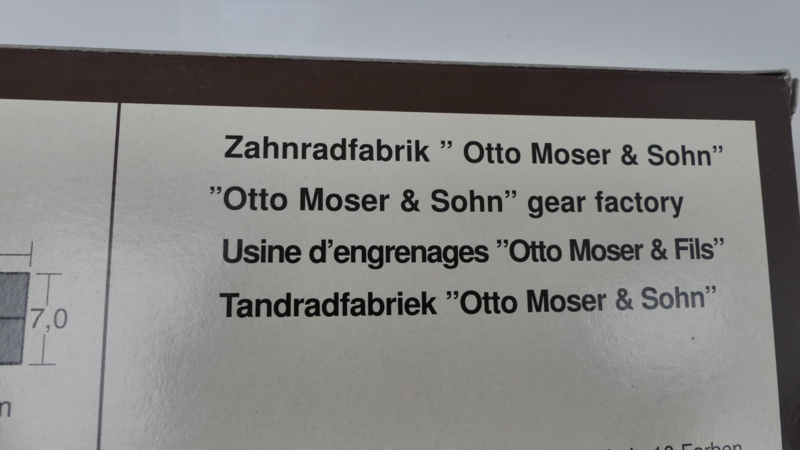 Zahnradfabrik ” Otto Moser & Sohn”
”Otto Moser & Sohn” gear factory
Usine d’engrenages ”Otto Moser & Fils”
Tandradfabriek ”Otto Moser & Sohn”
7,0